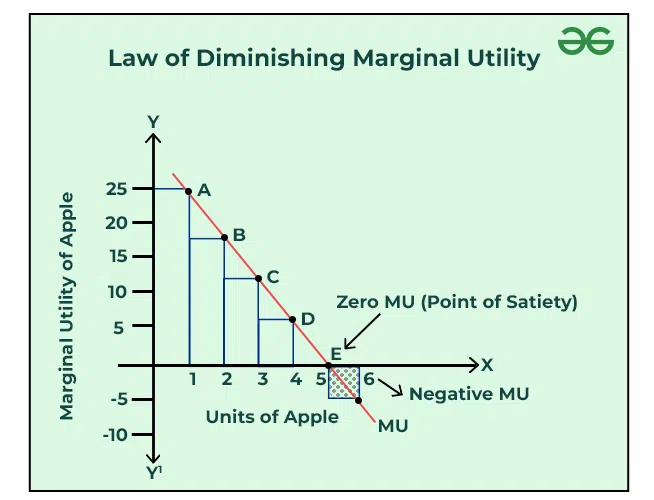 Law of Diminishing Marginal Utility
Y
Marginal Utility of Apple
25
20
15
10
5
-5
-10
A
B
C
D
E
Zero MU (Point of Satiety)
X
1 2 3 4 5 6
Negative MU
Units of Apple
MU
Y¹